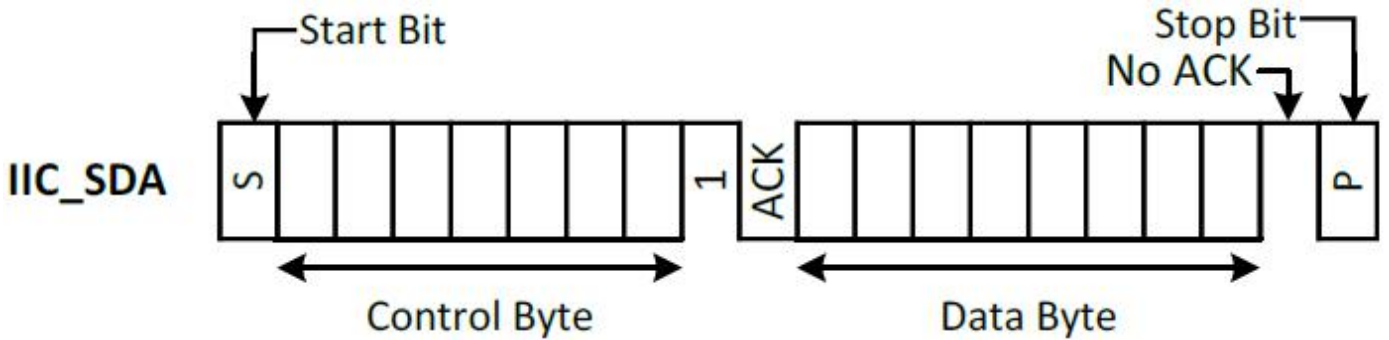 Start Bit
Stop Bit
No ACK
IIC_SDA
S
1
ACK
P
Control Byte
Data Byte